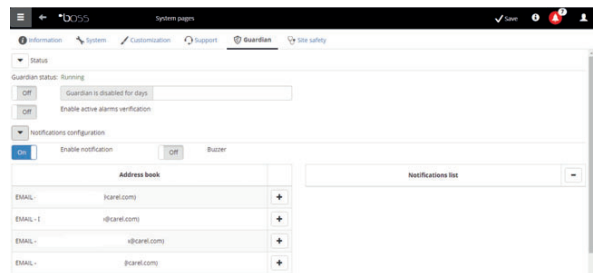 boss System pages Save 7
Information System Customization Support Guardian Site safety
Status
Guardian status: Running
Off Guardian is disabled for days
Off Enable active alarms verification
Notifications configuration
On Enable notification Off Buzzer
Address book Notifications list
EMAIL - @carel.com)
EMAIL - I @carel.com)
EMAIL - @carel.com)
EMAIL - @carel.com)